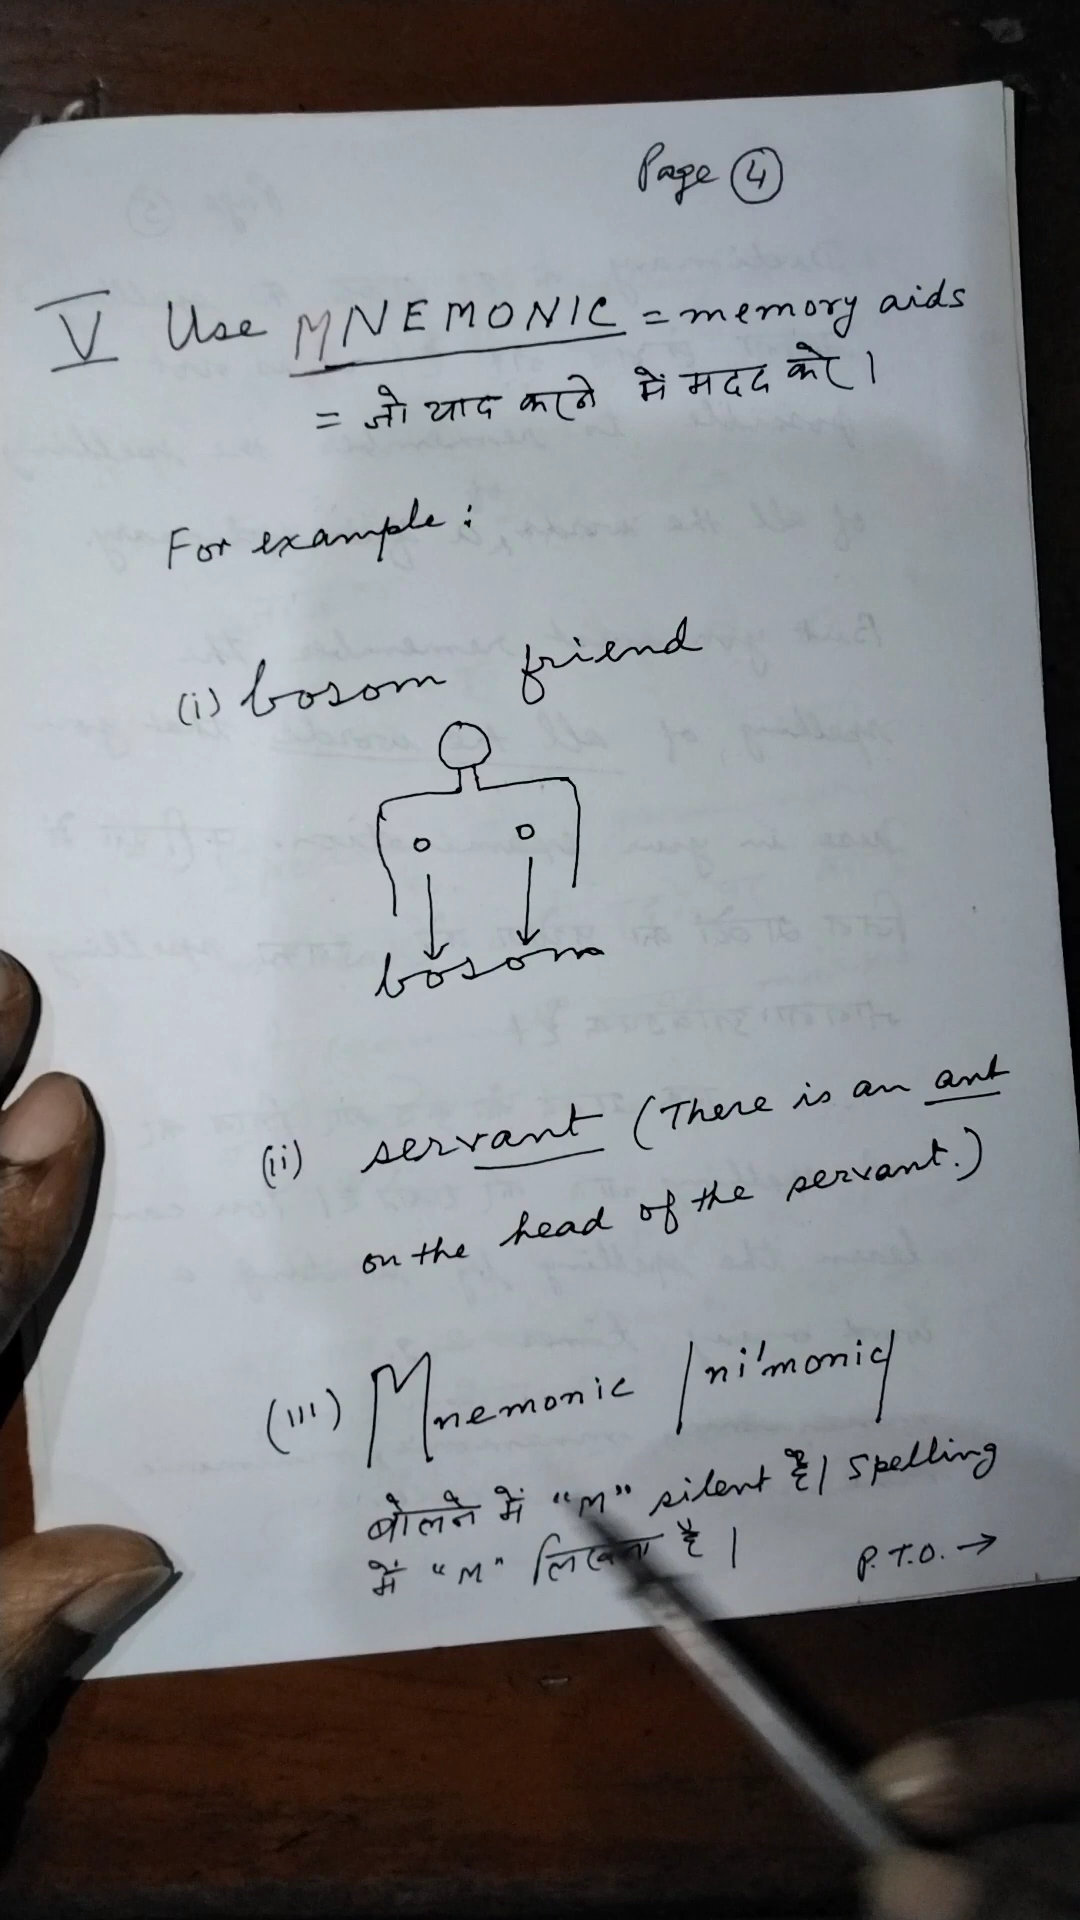 Page 4
V Use MNEMONIC = memory aids
= जो याद करने में मदद करे।
For example:
(i) bosom friend
bosom
(ii) servant (There is an ant
on the head of the servant.)
(iii) Mnemonic /ni'monic/
बोलने में "M" silent है। Spelling
में "M" लिखना है।
P.T.O. →